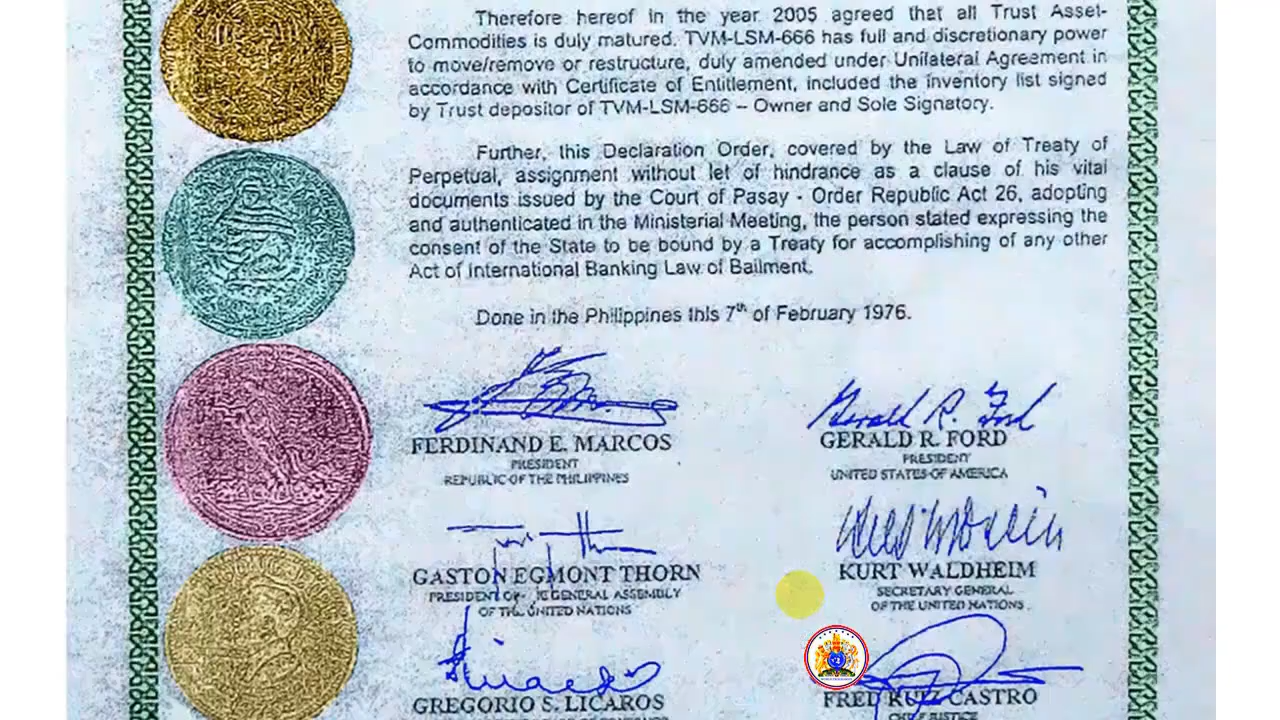 Therefore hereof in the year 2005 agreed that all Trust Asset-
Commodities is duly matured. TVM-LSM-666 has full and discretionary power
to move/remove or restructure, duly amended under Unilateral Agreement in
accordance with Certificate of Entitlement, included the inventory list signed
by Trust depositor of TVM-LSM-666 – Owner and Sole Signatory.
Further, this Declaration Order, covered by the Law of Treaty of
Perpetual, assignment without let of hindrance as a clause of his vital
documents issued by the Court of Pasay - Order Republic Act 26, adopting
and authenticated in the Ministerial Meeting, the person stated expressing the
consent of the State to be bound by a Treaty for accomplishing of any other
Act of International Banking Law of Bailment.
Done in the Philippines this 7th of February 1976.
Gerald R. Ford
FERDINAND E. MARCOS
PRESIDENT
REPUBLIC OF THE PHILIPPINES
GERALD R. FORD
PRESIDENT
UNITED STATES OF AMERICA
GASTON EGMONT THORN
PRESIDENT OF GENERAL ASSEMBLY
OF THE UNITED NATIONS
KURT WALDHEIM
SECRETARY GENERAL
OF THE UNITED NATIONS
GREGORIO S. LICAROS
FRED RUIZ CASTRO
CHIEF JUSTICE